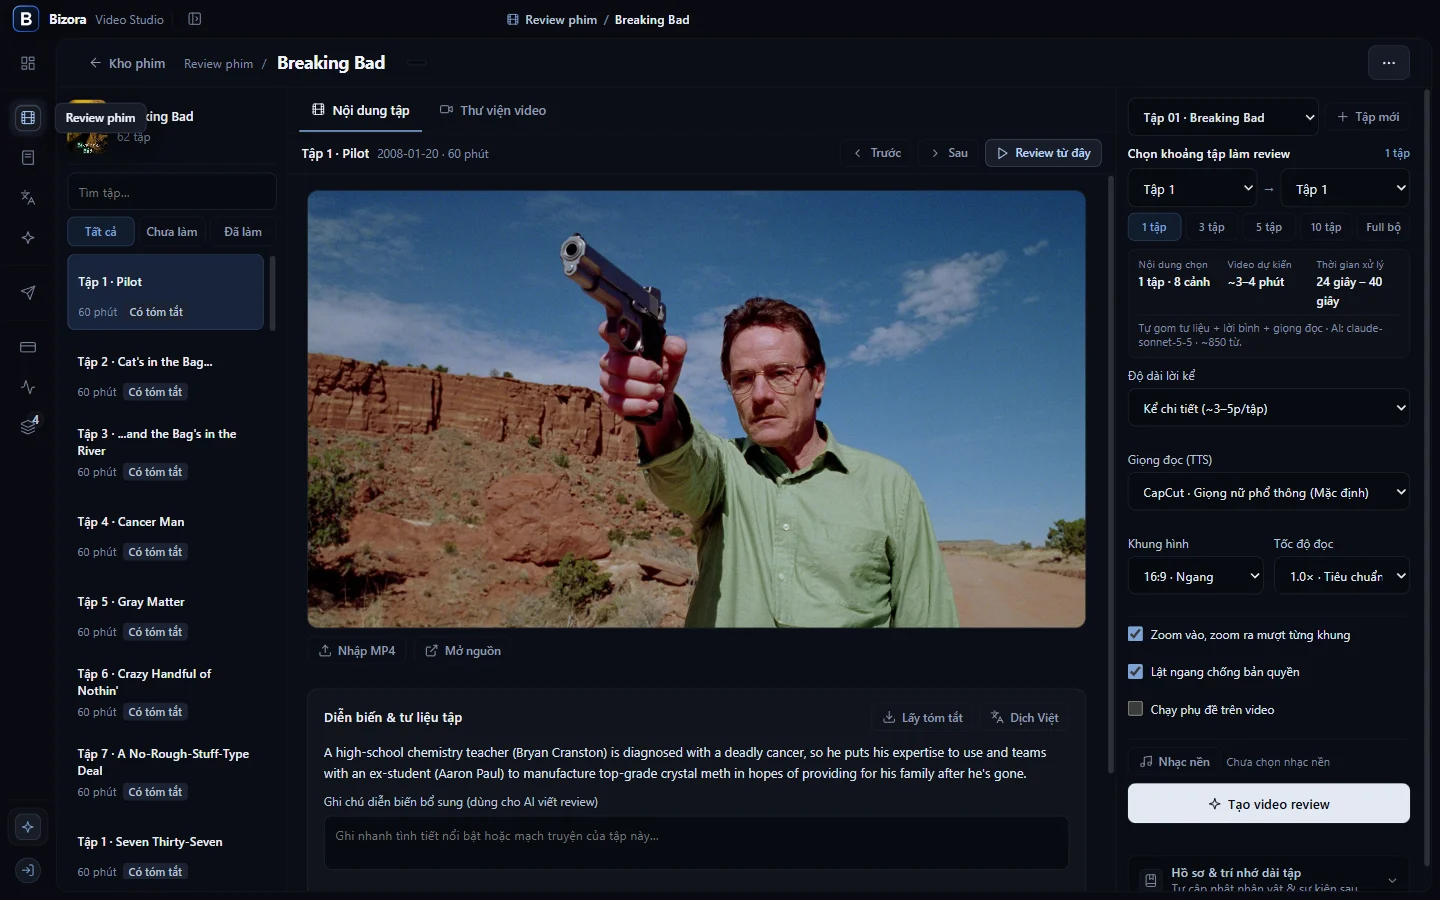 B Bizora Video Studio
Review phim / Breaking Bad
Kho phim Review phim / Breaking Bad
...
Review phim
king Bad
62 tập
Tìm tập...
Tất cả Chưa làm Đã làm
Tập 1 · Pilot
60 phút Có tóm tắt
Tập 2 · Cat's in the Bag...
60 phút Có tóm tắt
Tập 3 · ...and the Bag's in the
River
60 phút Có tóm tắt
Tập 4 · Cancer Man
60 phút Có tóm tắt
Tập 5 · Gray Matter
60 phút Có tóm tắt
Tập 6 · Crazy Handful of
Nothin'
60 phút Có tóm tắt
Tập 7 · A No-Rough-Stuff-Type
Deal
60 phút Có tóm tắt
Tập 1 · Seven Thirty-Seven
60 phút Có tóm tắt
4
Nội dung tập Thư viện video
Tập 1 · Pilot 2008-01-20 · 60 phút
Trước Sau Review từ đây
Nhập MP4 Mở nguồn
Diễn biến & tư liệu tập
Lấy tóm tắt Dịch Việt
A high-school chemistry teacher (Bryan Cranston) is diagnosed with a deadly cancer, so he puts his expertise to use and teams
with an ex-student (Aaron Paul) to manufacture top-grade crystal meth in hopes of providing for his family after he's gone.
Ghi chú diễn biến bổ sung (dùng cho AI viết review)
Ghi nhanh tình tiết nổi bật hoặc mạch truyện của tập này...
Tập 01 · Breaking Bad
Tập mới
Chọn khoảng tập làm review 1 tập
Tập 1 → Tập 1
1 tập 3 tập 5 tập 10 tập Full bộ
Nội dung chọn Video dự kiến Thời gian xử lý
1 tập · 8 cảnh ~3–4 phút 24 giây – 40
giây
Tự gom tư liệu + lời bình + giọng đọc · AI: claude-
sonnet-5-5 · ~850 từ.
Độ dài lời kể
Kể chi tiết (~3–5p/tập)
Giọng đọc (TTS)
CapCut · Giọng nữ phổ thông (Mặc định)
Khung hình Tốc độ đọc
16:9 · Ngang 1.0× · Tiêu chuẩn
Zoom vào, zoom ra mượt từng khung
Lật ngang chống bản quyền
Chạy phụ đề trên video
Nhạc nền Chưa chọn nhạc nền
Tạo video review
Hồ sơ & trí nhớ dài tập
Tự cập nhật nhân vật & sự kiện sau